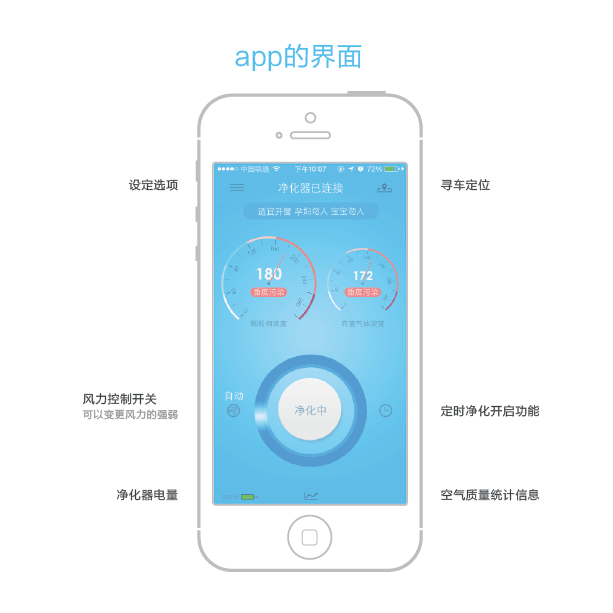 app的界面
中国联通 下午10:07 72%
设定选项
净化器已连接
寻车定位
适宜开窗 孕妇勿入 宝宝勿入
180
重度污染
颗粒物浓度
172
重度污染
有害气体浓度
风力控制开关
可以变更风力的强弱
自动
净化中
定时净化开启功能
净化器电量
100%
空气质量统计信息